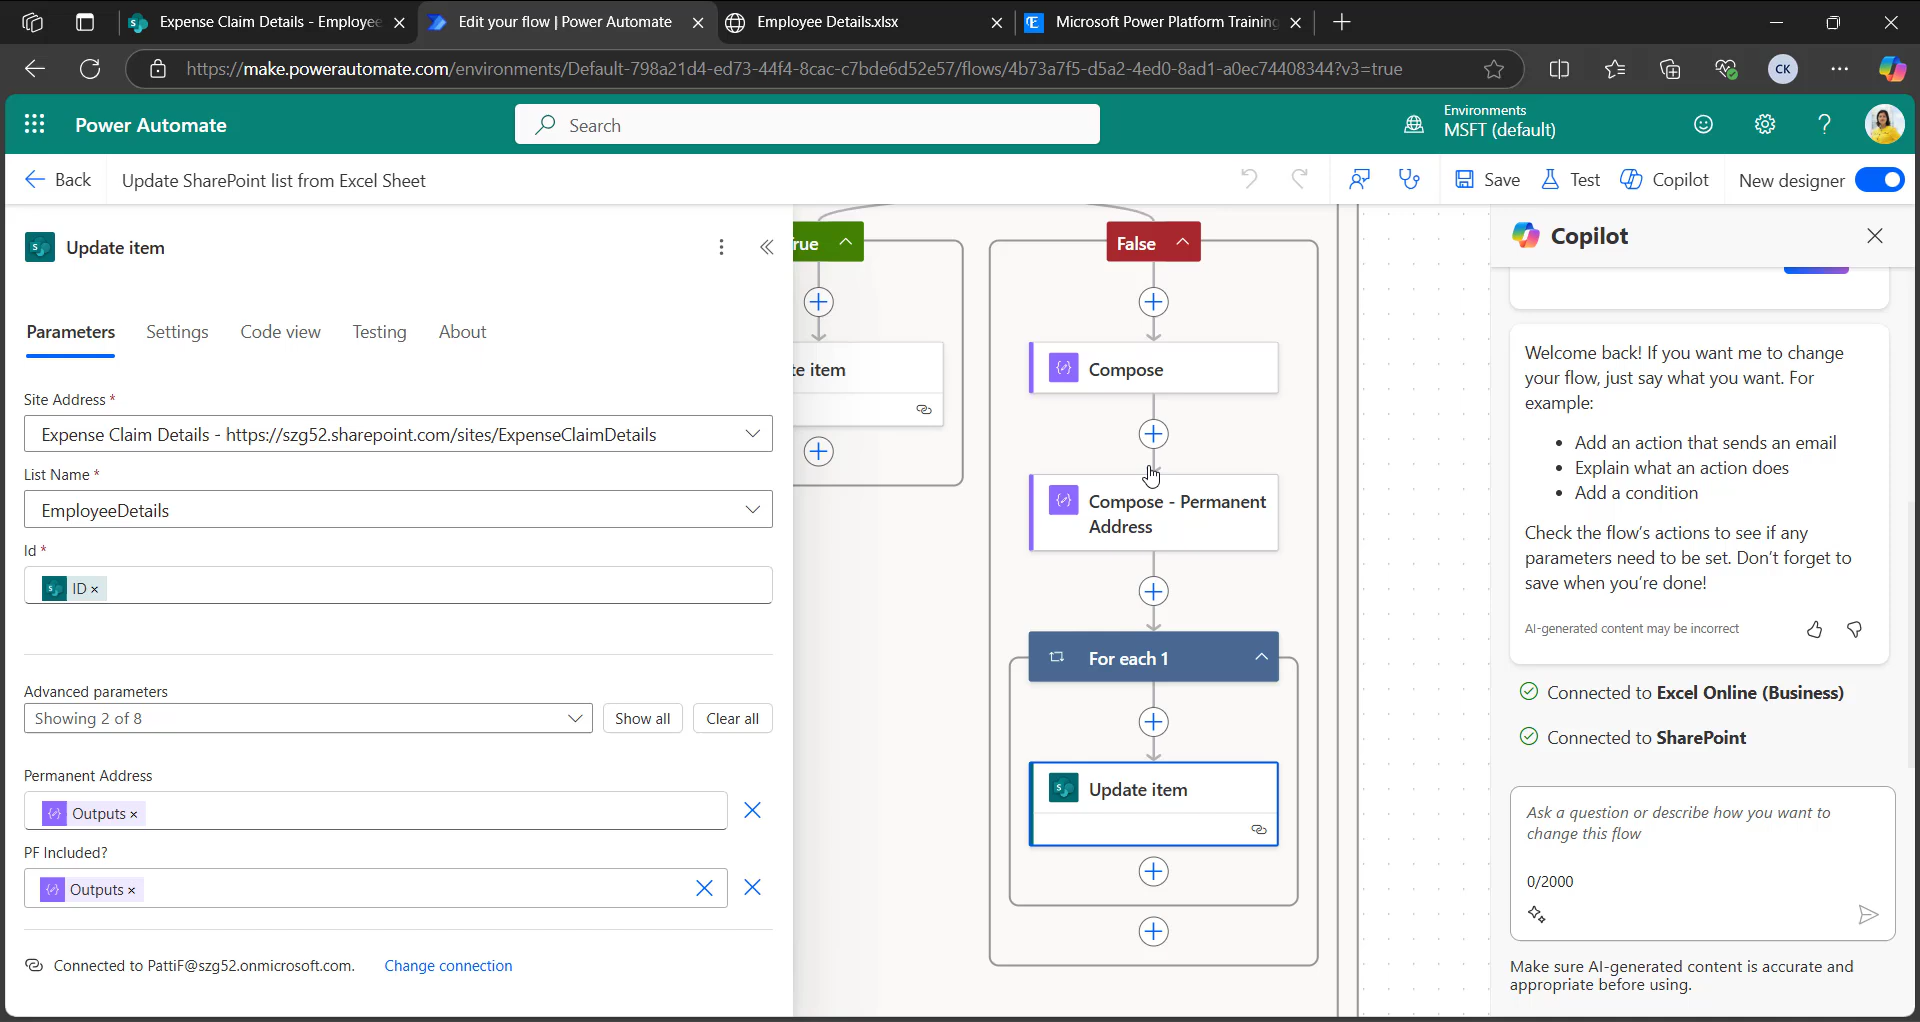 Expense Claim Details - Employee
Edit your flow | Power Automate
Employee Details.xlsx
Microsoft Power Platform Training
https://make.powerautomate.com/environments/Default-798a21d4-ed73-44f4-8cac-c7bde6d52e57/flows/4b73a7f5-d5a2-4ed0-8ad1-a0ec74408344?v3=true
CK
Power Automate
Search
Environments
MSFT (default)
Back
Update SharePoint list from Excel Sheet
Save
Test
Copilot
New designer
Update item
Parameters
Settings
Code view
Testing
About
Site Address *
Expense Claim Details - https://szg52.sharepoint.com/sites/ExpenseClaimDetails
List Name *
EmployeeDetails
Id *
ID ×
Advanced parameters
Showing 2 of 8
Show all
Clear all
Permanent Address
Outputs ×
PF Included?
Outputs ×
Connected to PattiF@szg52.onmicrosoft.com.
Change connection
rue
te item
False
Compose
Compose - Permanent
Address
For each 1
Update item
Copilot
Welcome back! If you want me to change
your flow, just say what you want. For
example:
• Add an action that sends an email
• Explain what an action does
• Add a condition
Check the flow's actions to see if any
parameters need to be set. Don't forget to
save when you're done!
AI-generated content may be incorrect
Connected to Excel Online (Business)
Connected to SharePoint
Ask a question or describe how you want to
change this flow
0/2000
Make sure AI-generated content is accurate and
appropriate before using.